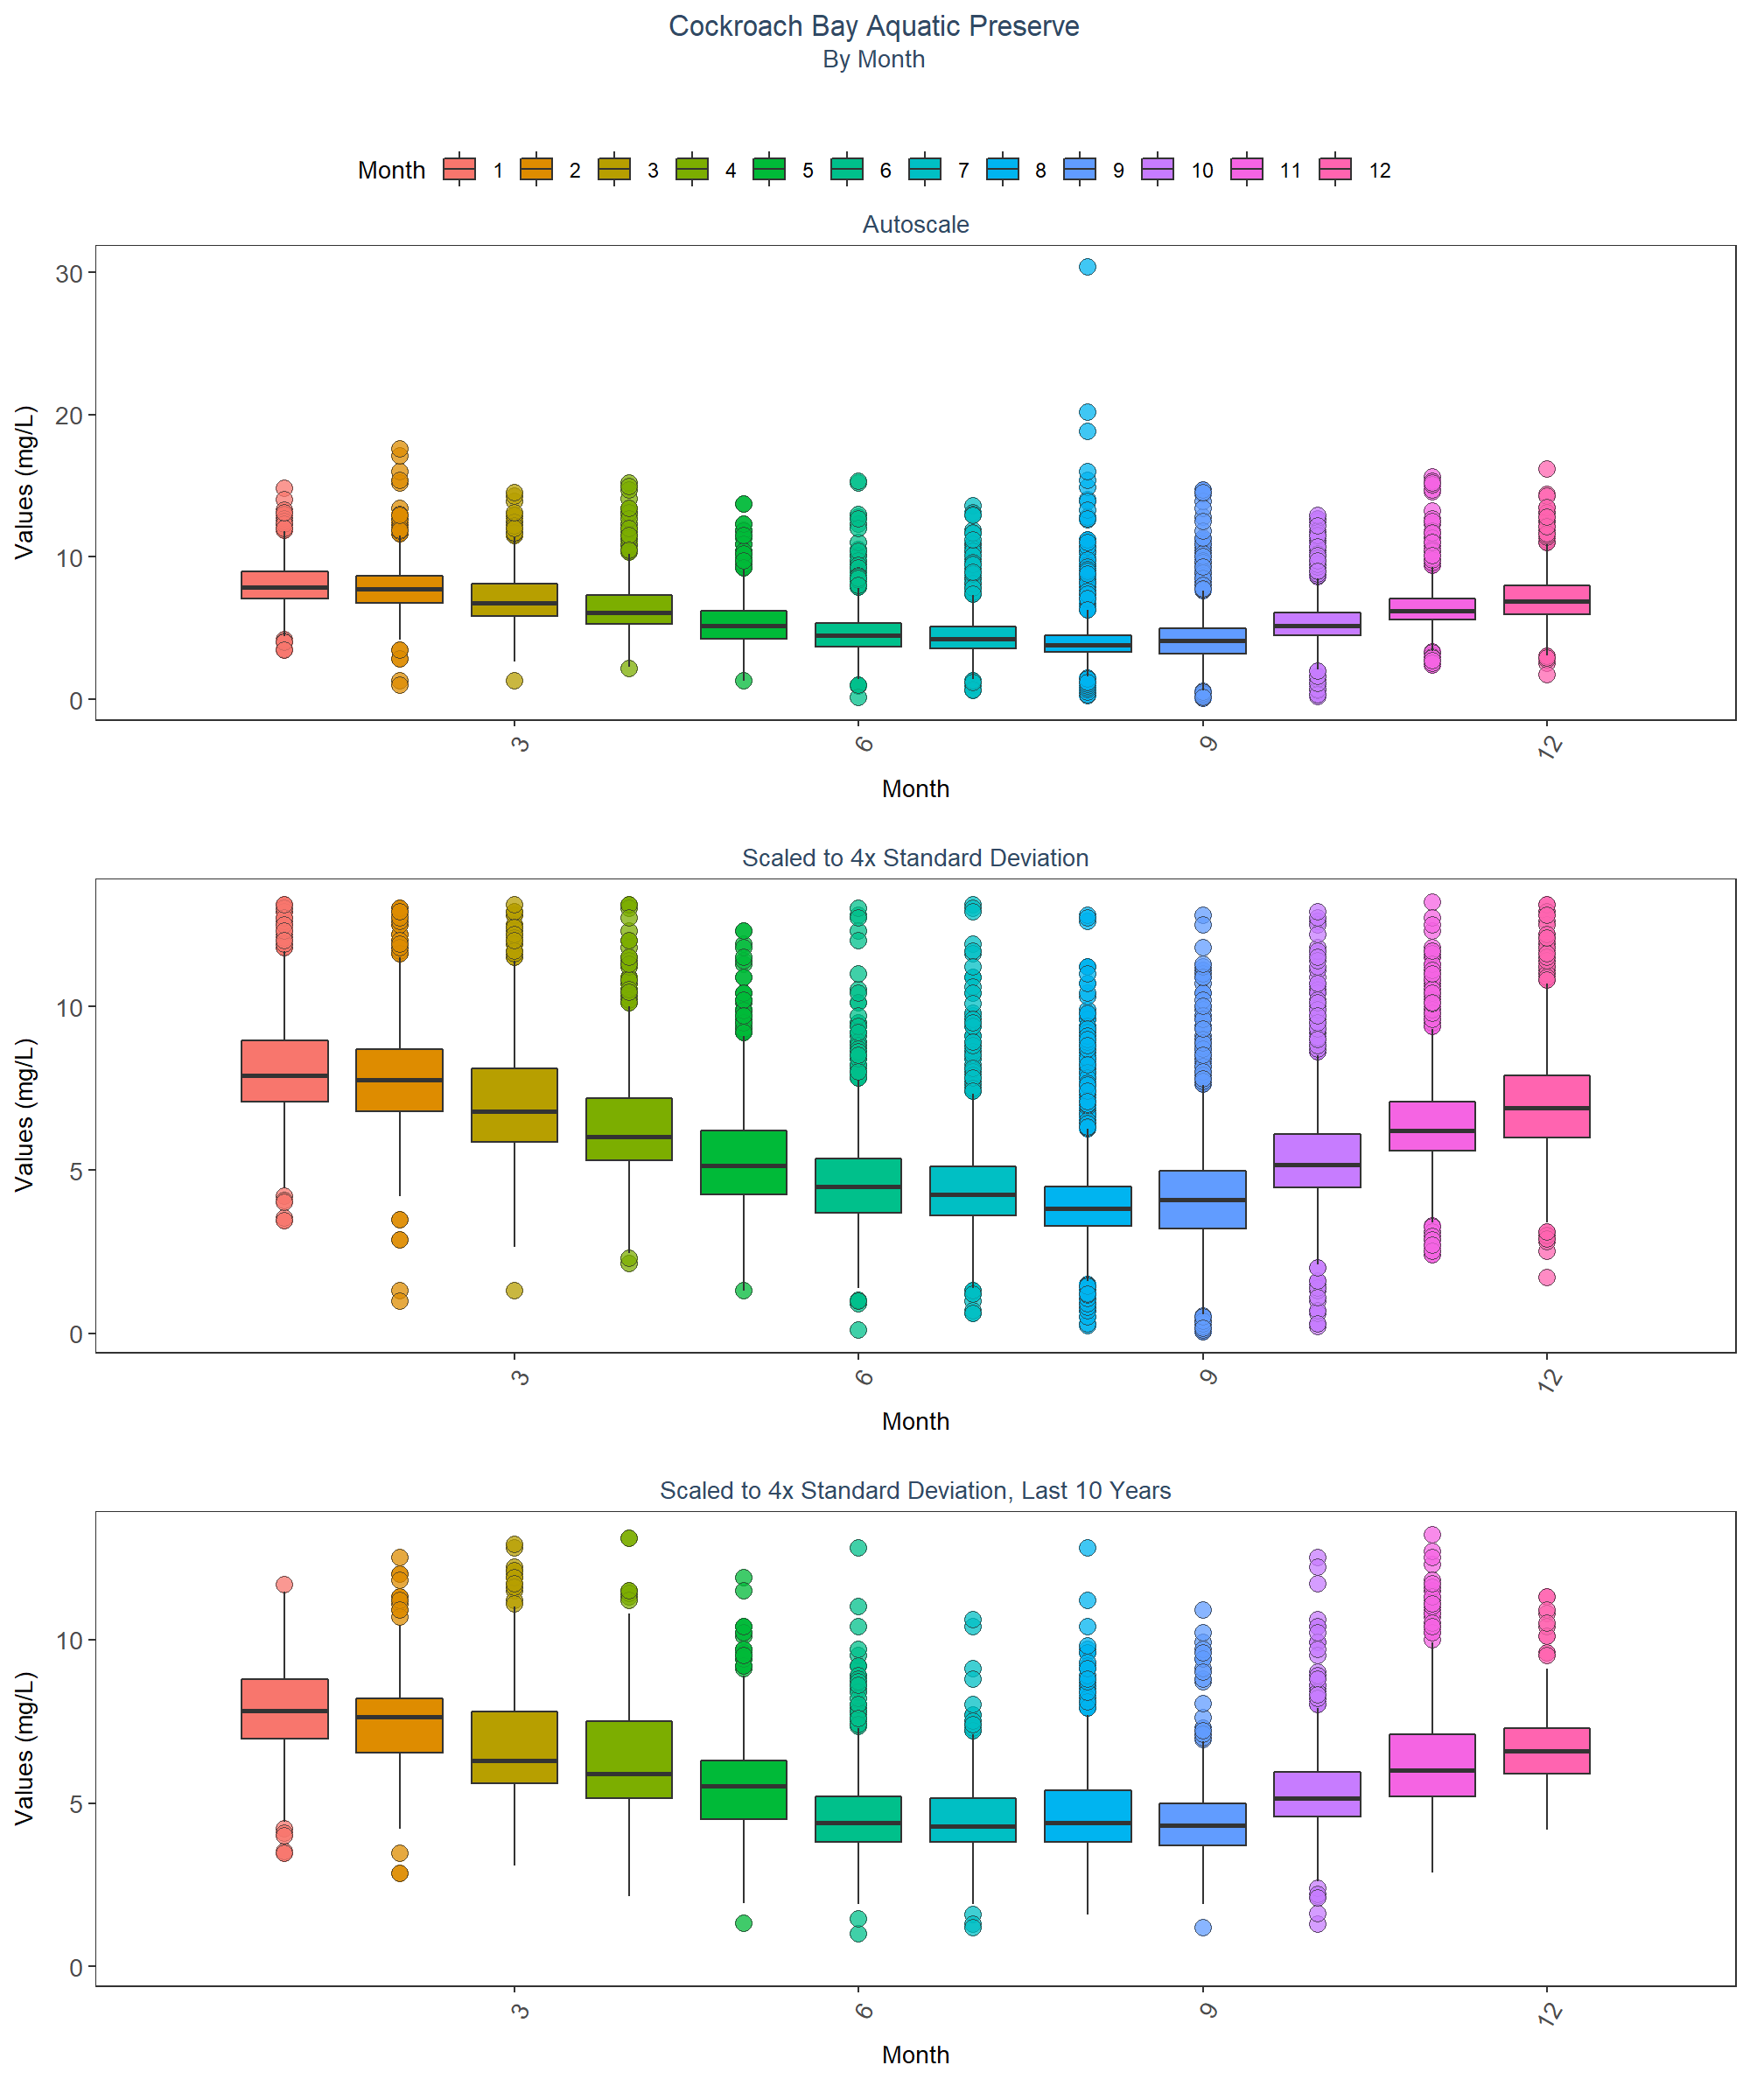 Cockroach Bay Aquatic Preserve
By Month
Month 1 2 3 4 5 6 7 8 9 10 11 12
Autoscale
Values (mg/L)
30
20
10
0
3 6 9 12
Month
Scaled to 4x Standard Deviation
Values (mg/L)
10
5
0
3 6 9 12
Month
Scaled to 4x Standard Deviation, Last 10 Years
Values (mg/L)
10
5
0
3 6 9 12
Month